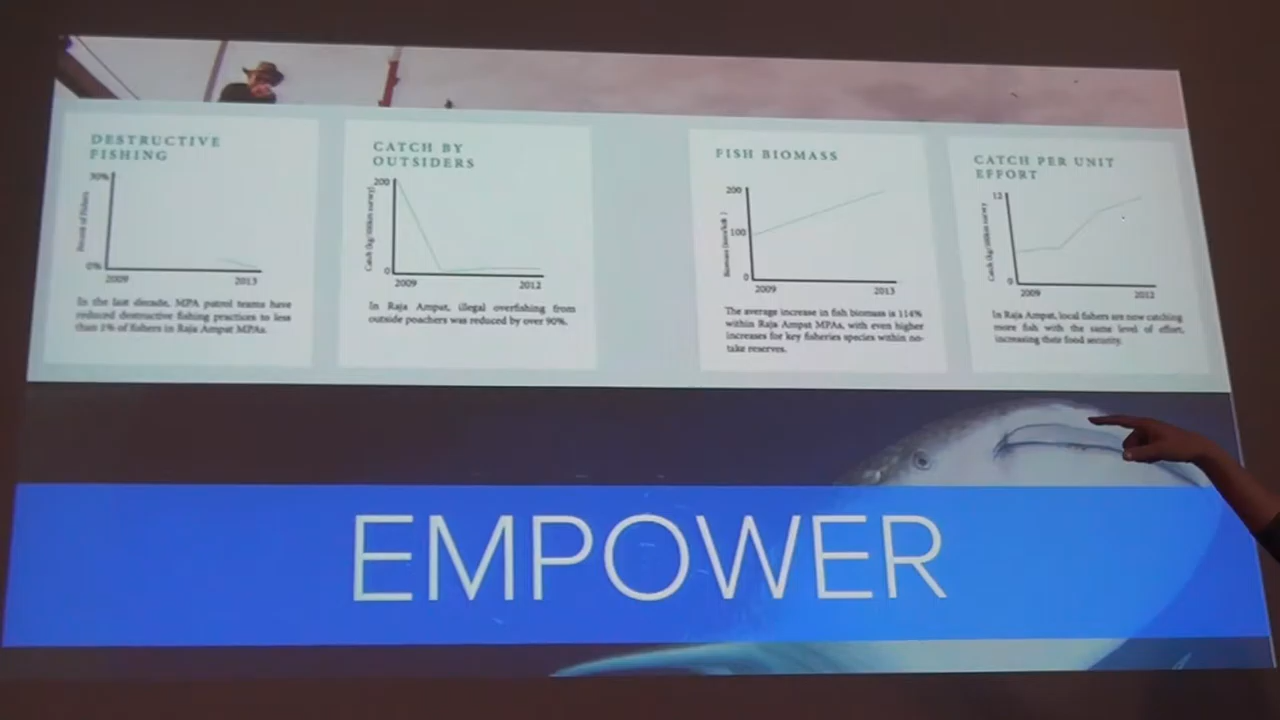 DESTRUCTIVE
FISHING
30%
Percent of fishers
0%
2009
2013
In the last decade, MPA patrol teams have
reduced destructive fishing practices to less
than 1% of fishers in Raja Ampat MPAs.
CATCH BY
OUTSIDERS
200
0
2009
2012
In Raja Ampat, illegal overfishing from
outside poachers was reduced by over 90%.
FISH BIOMASS
200
100
0
2009
2013
The average increase in fish biomass is 114%
within Raja Ampat MPAs, with even higher
increases for key fisheries species within no-
take reserves.
CATCH PER UNIT
EFFORT
12
0
2009
2012
In Raja Ampat, local fishers are now catching
more fish with the same level of effort,
increasing their food security.
EMPOWER